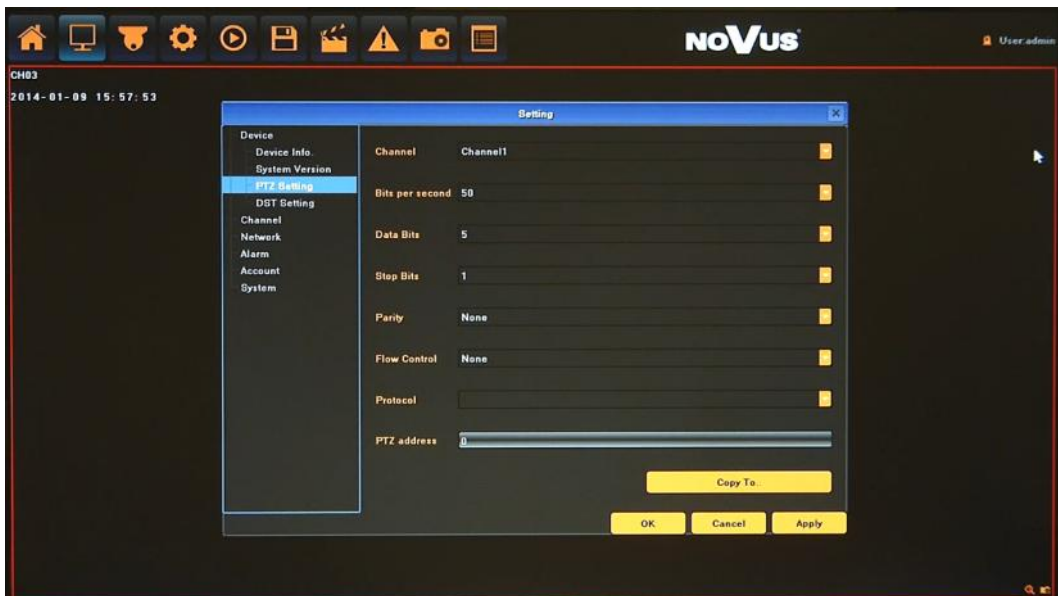 NOVUS
User:admin
CH03
2014-01-09 15:57:53
Setting
Device
Device Info.
System Version
PTZ Setting
DST Setting
Channel
Network
Alarm
Account
System
Channel Channel1
Bits per second 50
Data Bits 5
Stop Bits 1
Parity None
Flow Control None
Protocol
PTZ address 0
Copy To..
OK Cancel Apply